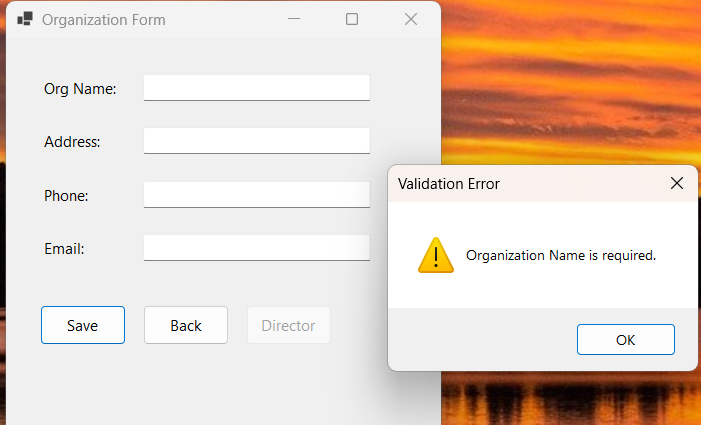 Organization Form
Org Name:
Address:
Phone:
Email:
Save Back Director
Validation Error
Organization Name is required.
OK